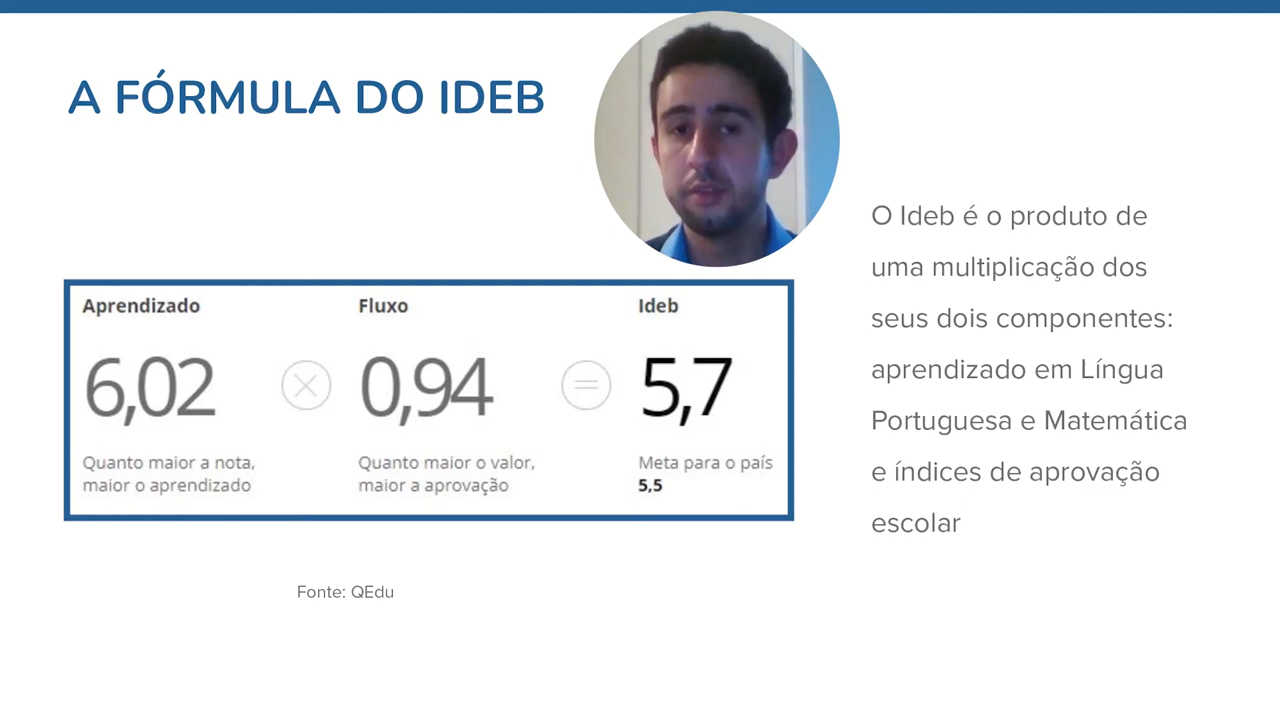 A FÓRMULA DO IDEB
Aprendizado
Fluxo
Ideb
6,02
0,94
5,7
Quanto maior a nota,
maior o aprendizado
Quanto maior o valor,
maior a aprovação
Meta para o país
5,5
Fonte: QEdu
O Ideb é o produto de
uma multiplicação dos
seus dois componentes:
aprendizado em Língua
Portuguesa e Matemática
e índices de aprovação
escolar